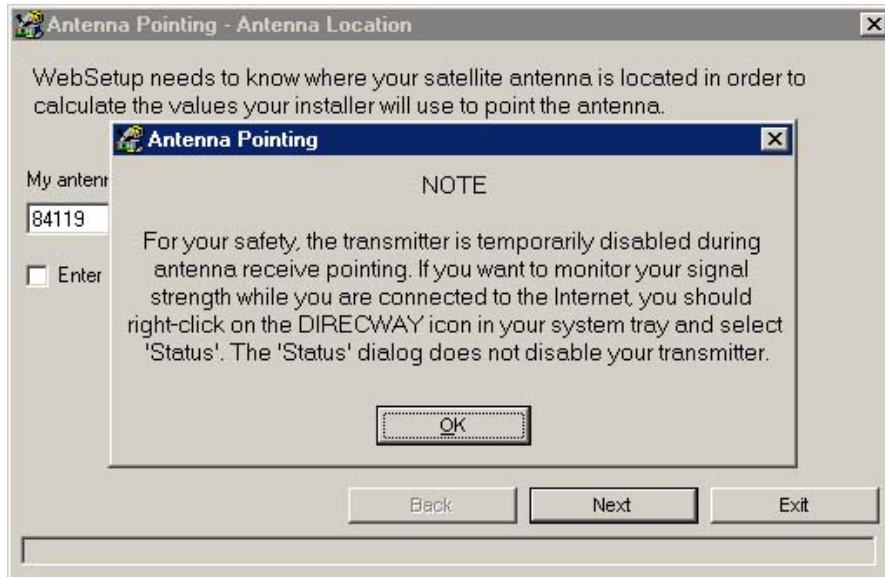 Antenna Pointing - Antenna Location
WebSetup needs to know where your satellite antenna is located in order to
calculate the values your installer will use to point the antenna.
Antenna Pointing
NOTE
My
84119
Enter
For your safety, the transmitter is temporarily disabled during
antenna receive pointing. If you want to monitor your signal
strength while you are connected to the Internet, you should
right-click on the DIRECWAY icon in your system tray and select
'Status'. The 'Status' dialog does not disable your transmitter.
OK
Back
Next
Exit